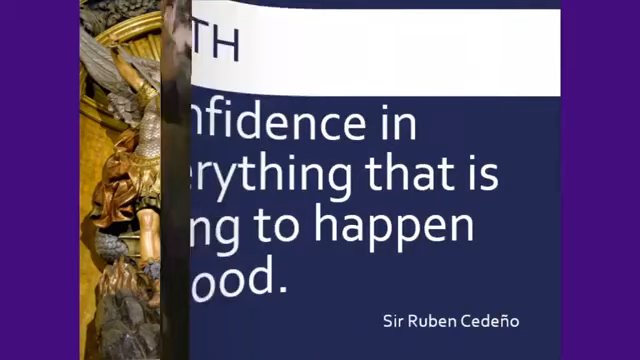 TH
nfidence in
erything that is
ng to happen
ood.
Sir Ruben Cedeño